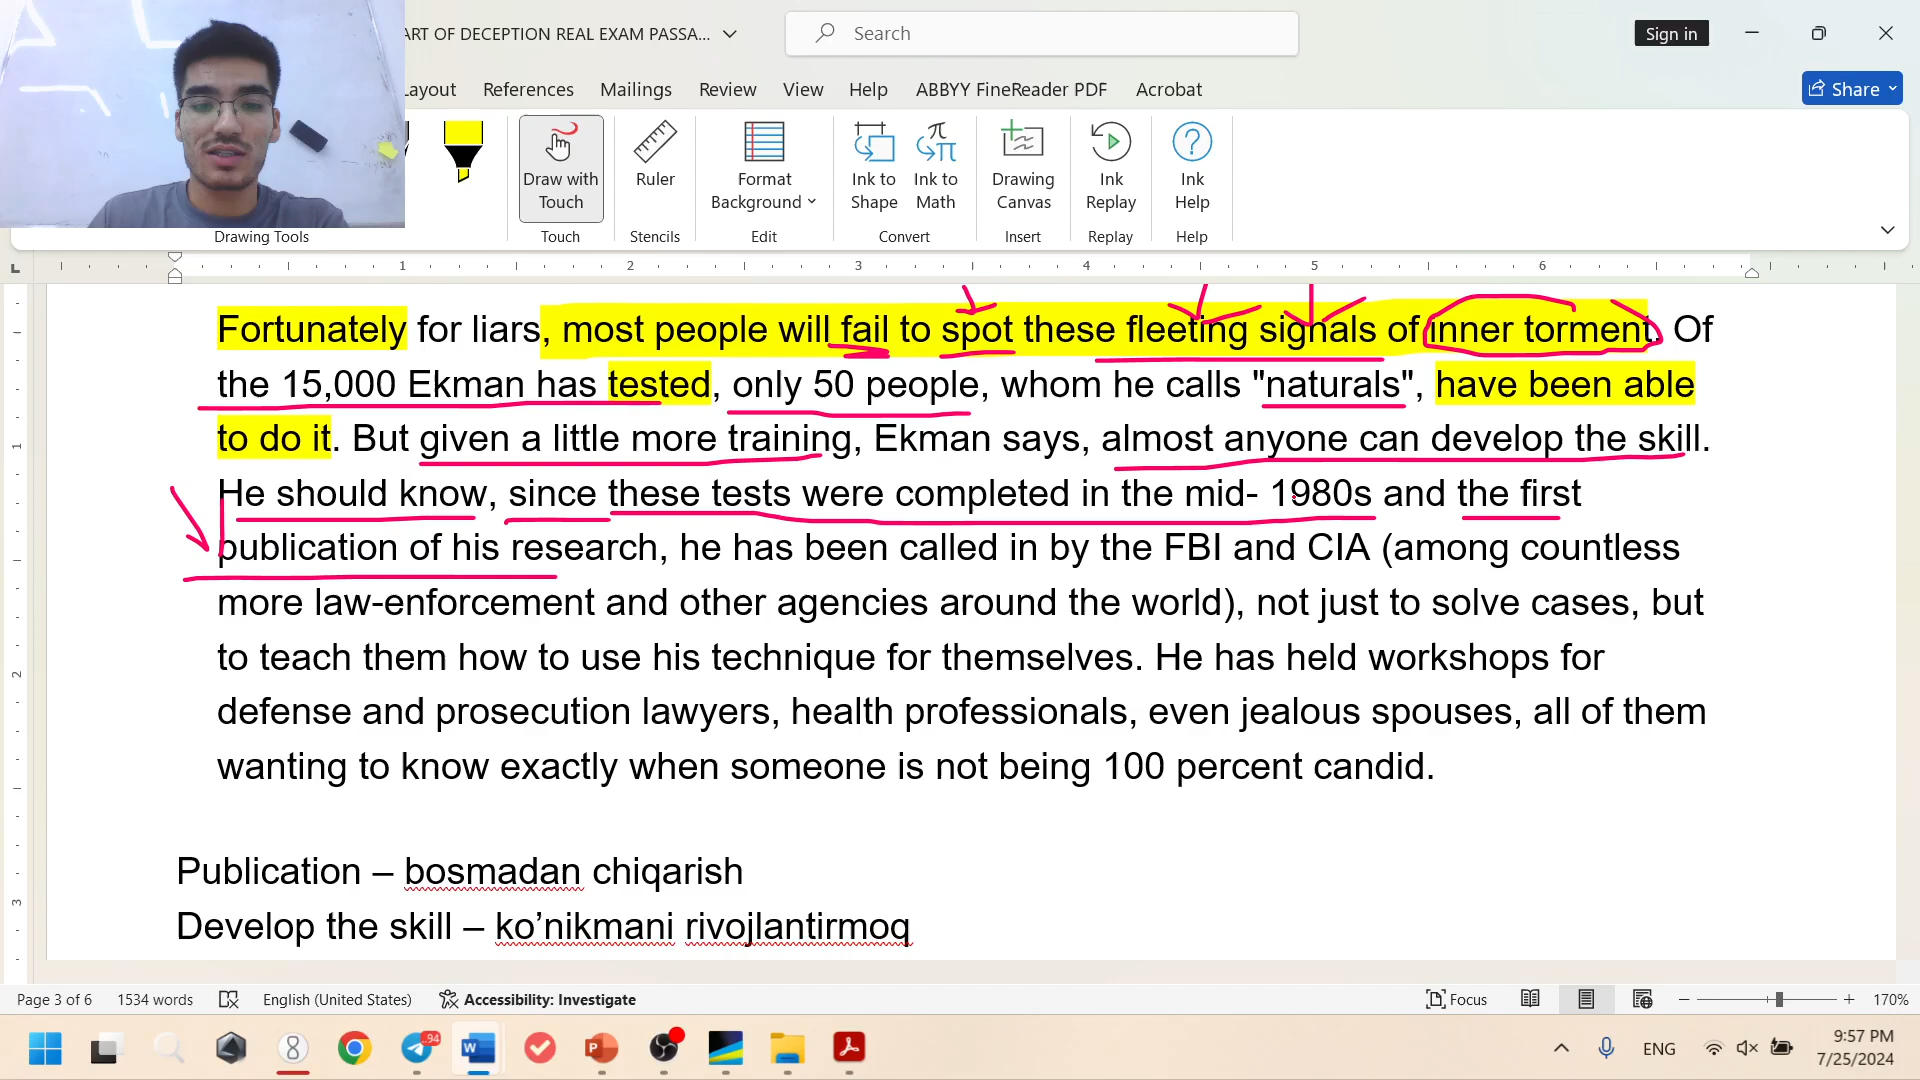 ART OF DECEPTION REAL EXAM PASSA...
Search
Sign in
Layout
References
Mailings
Review
View
Help
ABBYY FineReader PDF
Acrobat
Share
Draw with Touch
Ruler
Format Background
Ink to Shape
Ink to Math
Drawing Canvas
Ink Replay
Ink Help
Drawing Tools
Touch
Stencils
Edit
Convert
Insert
Replay
Help
1 2 3 4 5 6
Fortunately for liars, most people will fail to spot these fleeting signals of inner torment. Of
the 15,000 Ekman has tested, only 50 people, whom he calls "naturals", have been able
to do it. But given a little more training, Ekman says, almost anyone can develop the skill.
He should know, since these tests were completed in the mid- 1980s and the first
publication of his research, he has been called in by the FBI and CIA (among countless
more law-enforcement and other agencies around the world), not just to solve cases, but
to teach them how to use his technique for themselves. He has held workshops for
defense and prosecution lawyers, health professionals, even jealous spouses, all of them
wanting to know exactly when someone is not being 100 percent candid.
Publication – bosmadan chiqarish
Develop the skill – ko’nikmani rivojlantirmoq
1
2
3
Page 3 of 6
1534 words
English (United States)
Accessibility: Investigate
Focus
170%
94
ENG
9:57 PM
7/25/2024